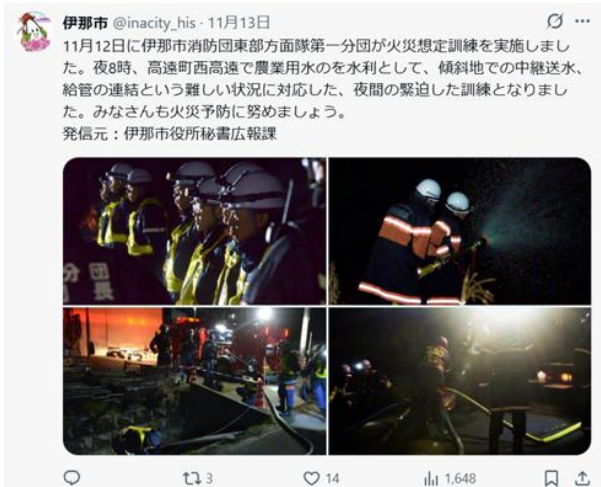 伊那市 @inacity_his · 11月13日
11月12日に伊那市消防団東部方面隊第一分団が火災想定訓練を実施しまし
た。夜8時、高遠町西高遠で農業用水のを水利として、傾斜地での中継送水、
給管の連結という難しい状況に対応した、夜間の緊迫した訓練となりまし
た。みなさんも火災予防に努めましょう。
発信元：伊那市役所秘書広報課
分団
長
3 14 1,648